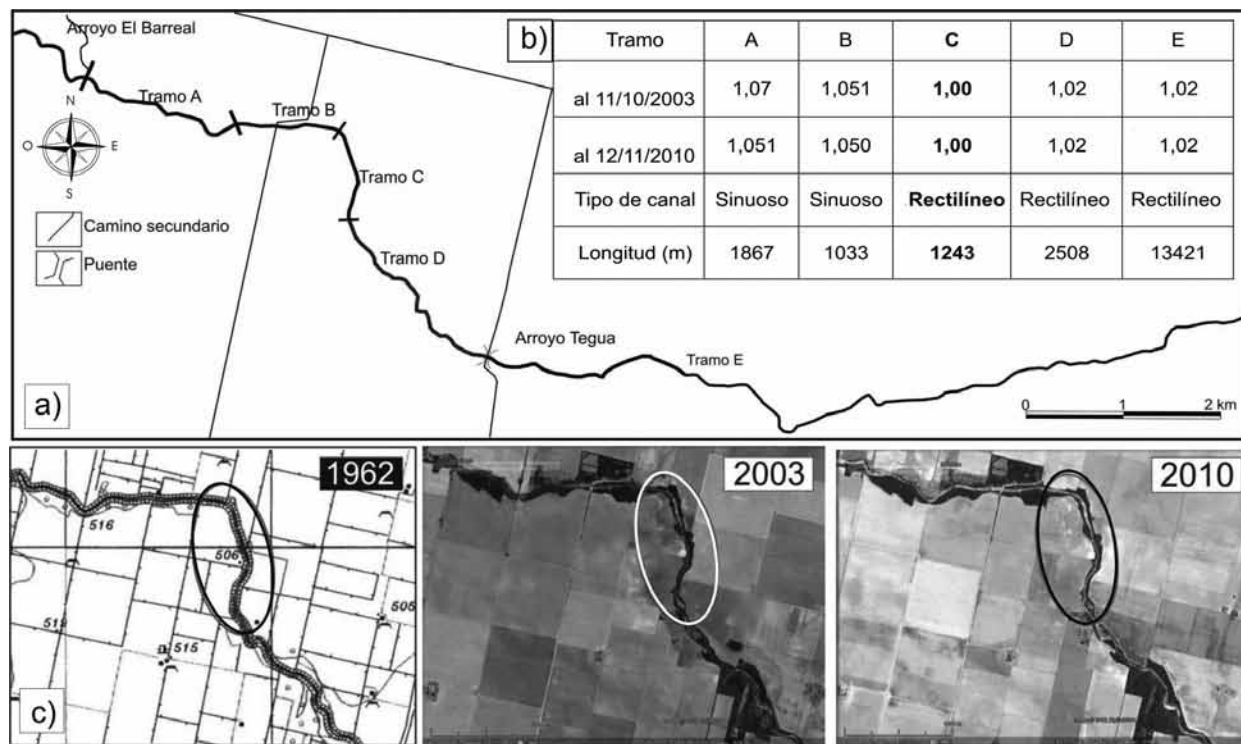 a)
Arroyo El Barreal
Tramo A
Tramo B
Tramo C
Tramo D
Arroyo Tegua
Tramo E
N
O E
S
Camino secundario
Puente
0 1 2 km
b)
Tramo A B C D E
al 11/10/2003 1,07 1,051 1,00 1,02 1,02
al 12/11/2010 1,051 1,050 1,00 1,02 1,02
Tipo de canal Sinuoso Sinuoso Rectilíneo Rectilíneo Rectilíneo
Longitud (m) 1867 1033 1243 2508 13421
c)
1962
516
506
505
515
2003
2010